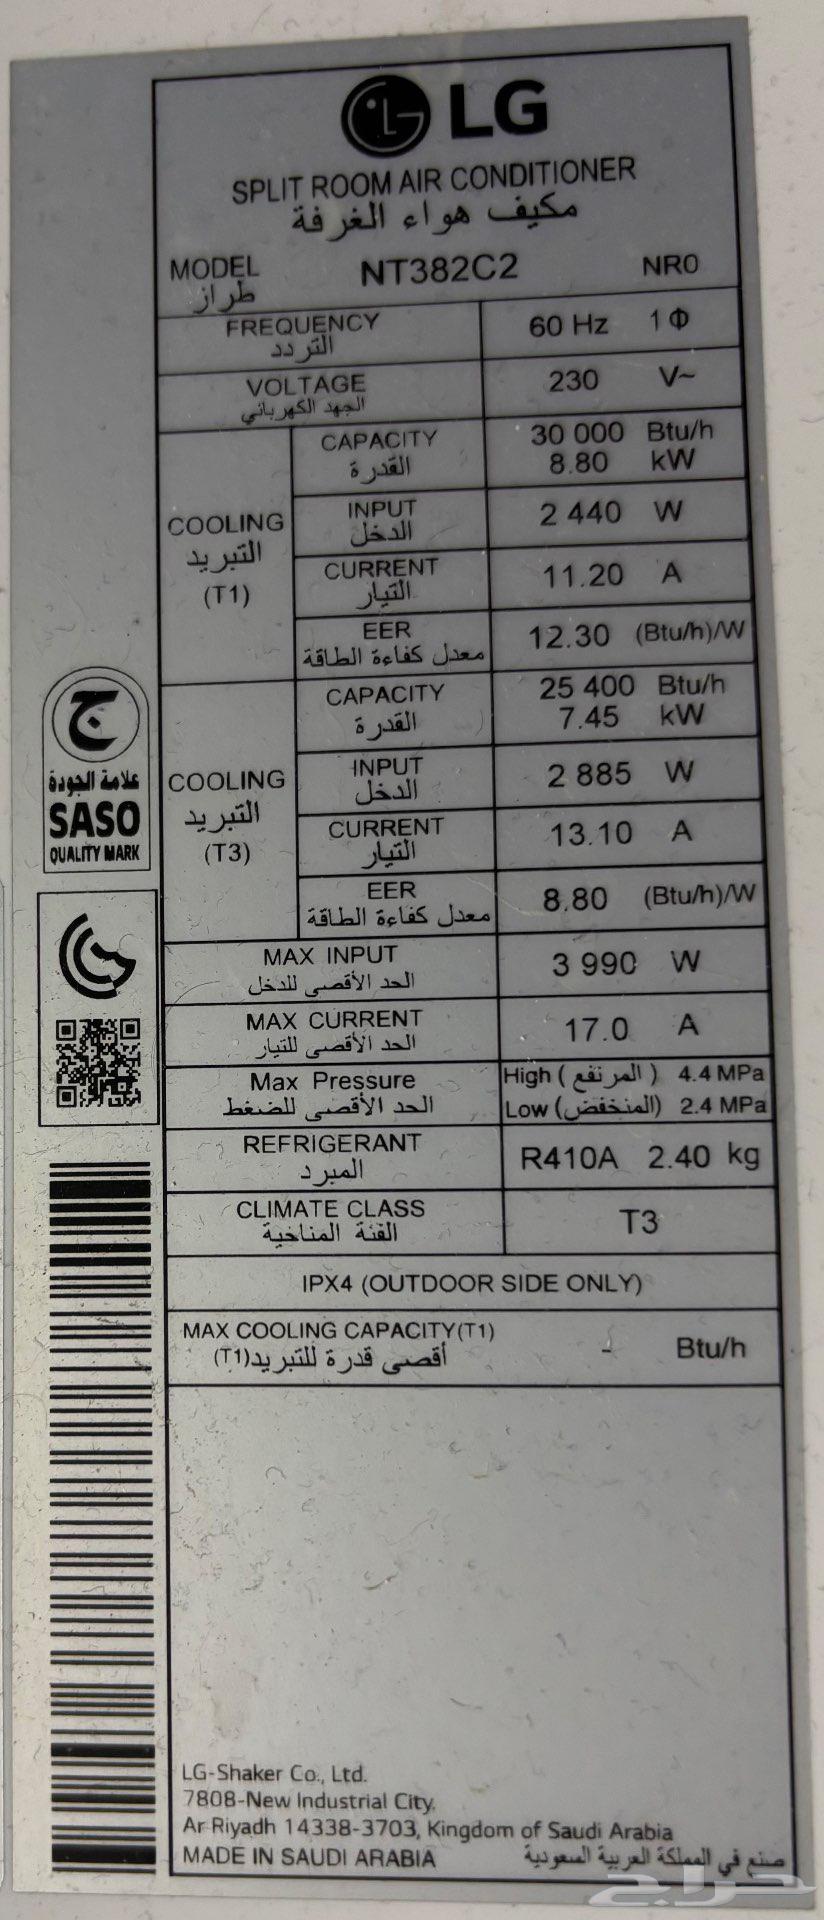 LG
SPLIT ROOM AIR CONDITIONER
مكيف هواء الغرفة
MODEL NT382C2 NR0
طراز
FREQUENCY 60 Hz 1Φ
التردد
VOLTAGE 230 V~
الجهد الكهربائي
COOLING
التبريد
(T1)
CAPACITY 30 000 Btu/h
القدرة 8.80 kW
INPUT 2 440 W
الدخل
CURRENT 11.20 A
التيار
EER 12.30 (Btu/h)/W
معدل كفاءة الطاقة
COOLING
التبريد
(T3)
CAPACITY 25 400 Btu/h
القدرة 7.45 kW
INPUT 2 885 W
الدخل
CURRENT 13.10 A
التيار
EER 8.80 (Btu/h)/W
معدل كفاءة الطاقة
MAX INPUT 3 990 W
الحد الأقصى للدخل
MAX CURRENT 17.0 A
الحد الأقصى للتيار
Max Pressure High (المرتفع) 4.4 MPa
الحد الأقصى للضغط Low (المنخفض) 2.4 MPa
REFRIGERANT R410A 2.40 kg
المبرد
CLIMATE CLASS T3
الفئة المناخية
IPX4 (OUTDOOR SIDE ONLY)
MAX COOLING CAPACITY(T1) - Btu/h
أقصى قدرة للتبريد(T1)
علامة الجودة
SASO
QUALITY MARK
LG-Shaker Co., Ltd.
7808-New Industrial City.
Ar Riyadh 14338-3703, Kingdom of Saudi Arabia
MADE IN SAUDI ARABIA صنع في المملكة العربية السعودية
حراج